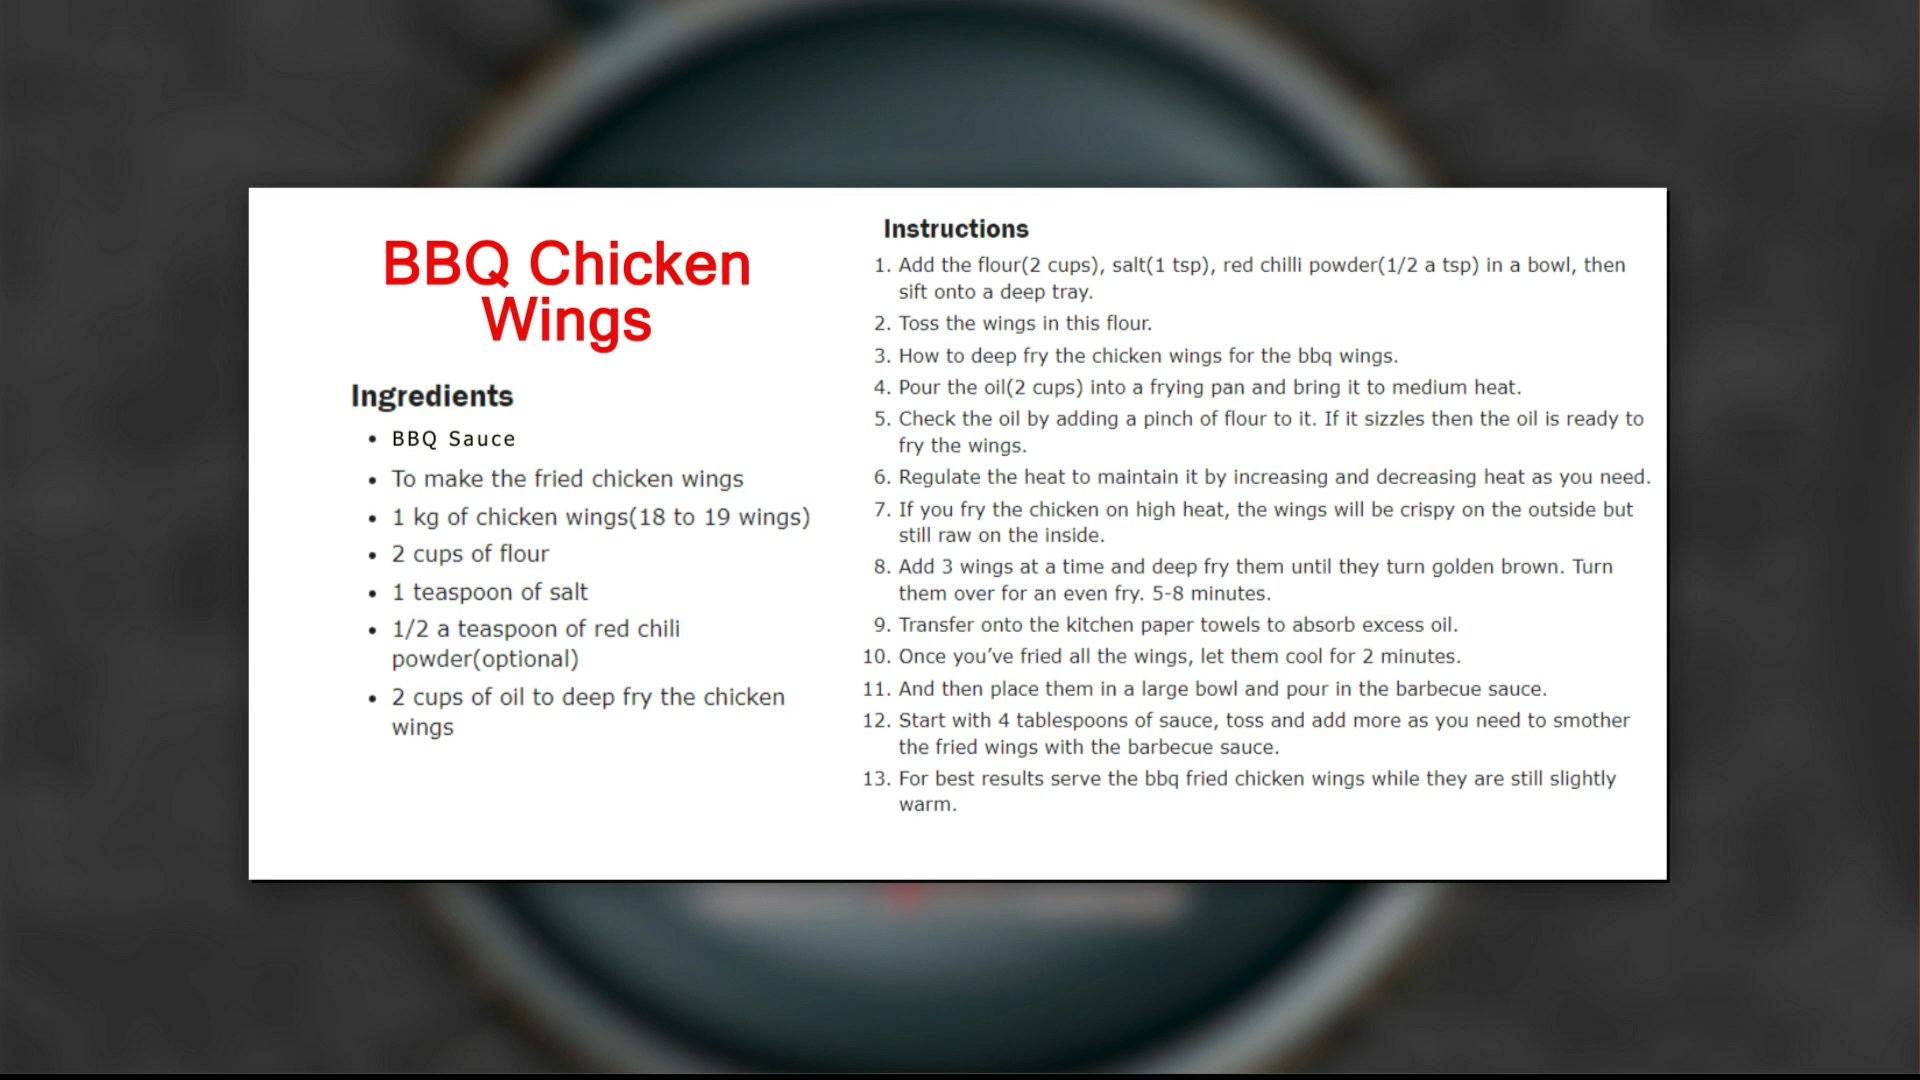 BBQ Chicken
Wings
Ingredients
• BBQ Sauce
• To make the fried chicken wings
• 1 kg of chicken wings(18 to 19 wings)
• 2 cups of flour
• 1 teaspoon of salt
• 1/2 a teaspoon of red chili
powder(optional)
• 2 cups of oil to deep fry the chicken
wings
Instructions
1. Add the flour(2 cups), salt(1 tsp), red chilli powder(1/2 a tsp) in a bowl, then
sift onto a deep tray.
2. Toss the wings in this flour.
3. How to deep fry the chicken wings for the bbq wings.
4. Pour the oil(2 cups) into a frying pan and bring it to medium heat.
5. Check the oil by adding a pinch of flour to it. If it sizzles then the oil is ready to
fry the wings.
6. Regulate the heat to maintain it by increasing and decreasing heat as you need.
7. If you fry the chicken on high heat, the wings will be crispy on the outside but
still raw on the inside.
8. Add 3 wings at a time and deep fry them until they turn golden brown. Turn
them over for an even fry. 5-8 minutes.
9. Transfer onto the kitchen paper towels to absorb excess oil.
10. Once you’ve fried all the wings, let them cool for 2 minutes.
11. And then place them in a large bowl and pour in the barbecue sauce.
12. Start with 4 tablespoons of sauce, toss and add more as you need to smother
the fried wings with the barbecue sauce.
13. For best results serve the bbq fried chicken wings while they are still slightly
warm.